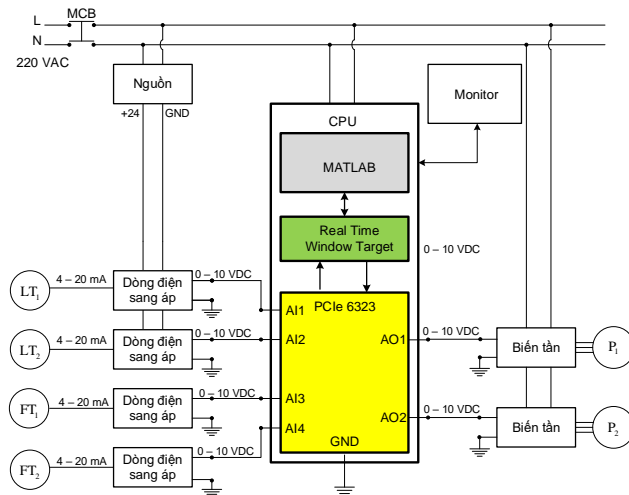 L
MCB
N
220 VAC
Nguồn
+24
GND
CPU
MATLAB
Real Time
Window Target
PCIe 6323
Monitor
0 – 10 VDC
LT1
4 – 20 mA
Dòng điện
sang áp
0 – 10 VDC
AI1
LT2
4 – 20 mA
Dòng điện
sang áp
0 – 10 VDC
AI2
AO1
0 – 10 VDC
Biến tần
P1
FT1
4 – 20 mA
Dòng điện
sang áp
0 – 10 VDC
AI3
AO2
0 – 10 VDC
Biến tần
P2
AI4
GND
FT2
4 – 20 mA
Dòng điện
sang áp
0 – 10 VDC